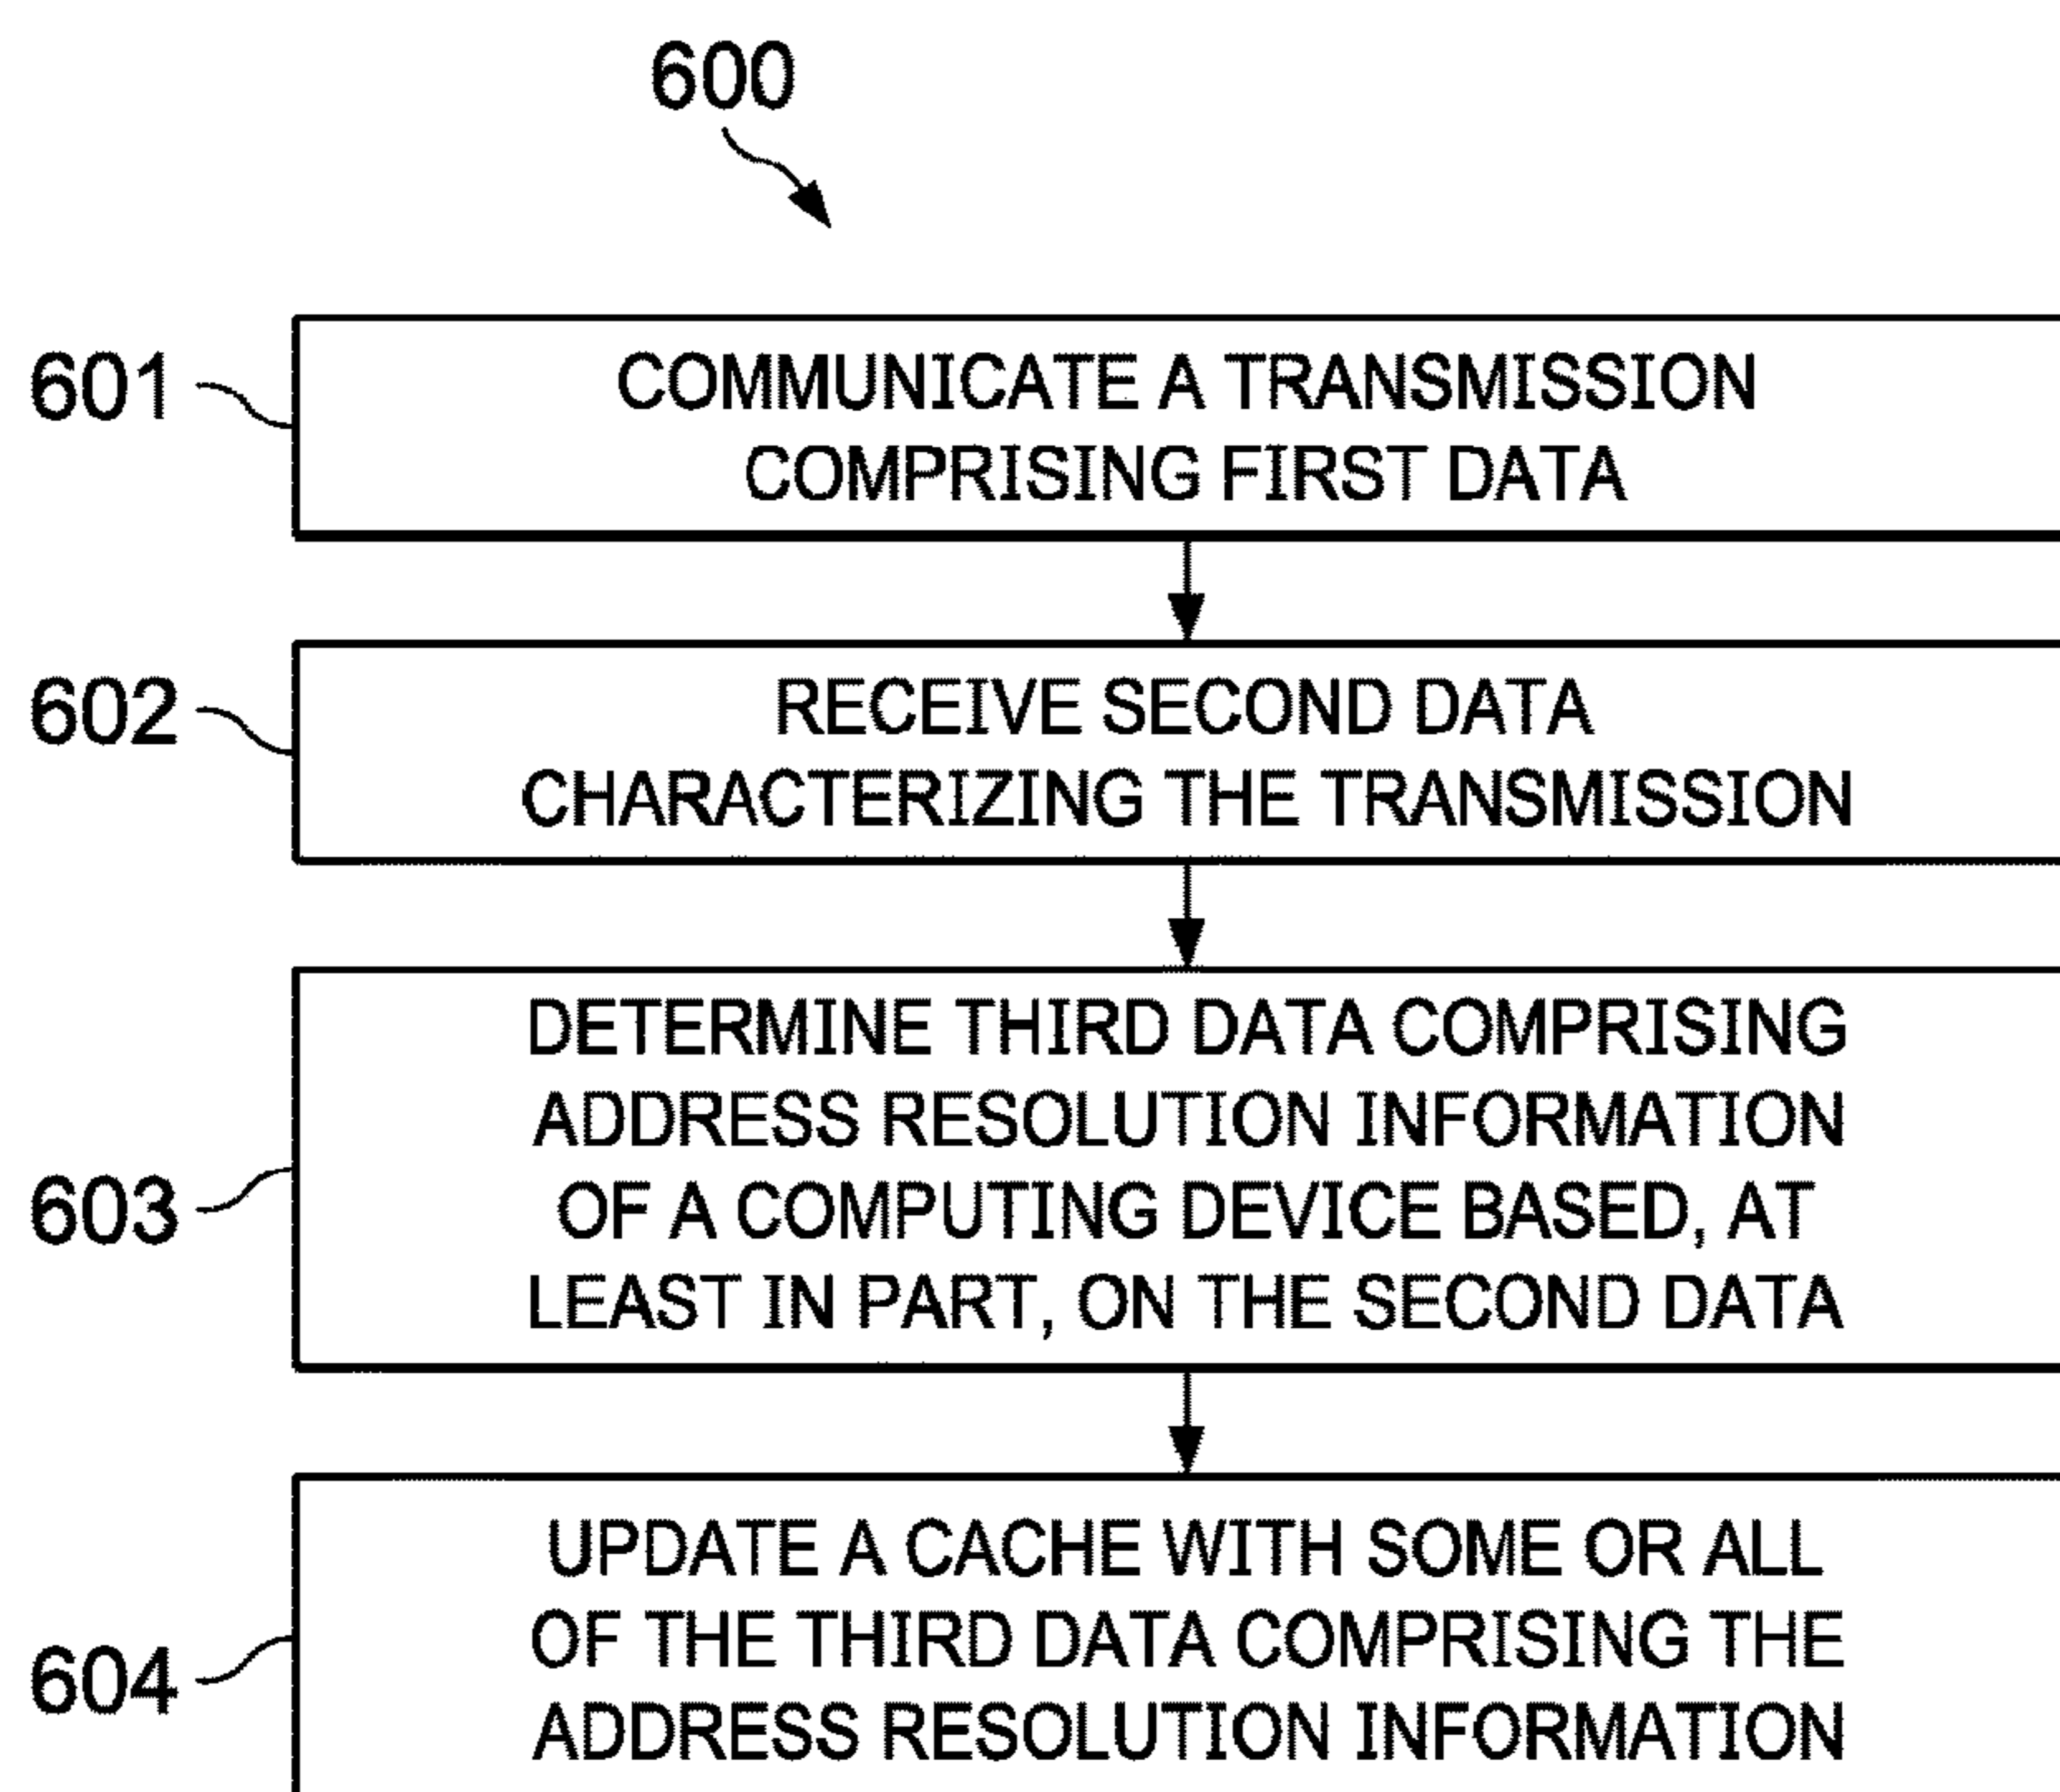 600
601
COMMUNICATE A TRANSMISSION
COMPRISING FIRST DATA
602
RECEIVE SECOND DATA
CHARACTERIZING THE TRANSMISSION
603
DETERMINE THIRD DATA COMPRISING
ADDRESS RESOLUTION INFORMATION
OF A COMPUTING DEVICE BASED, AT
LEAST IN PART, ON THE SECOND DATA
604
UPDATE A CACHE WITH SOME OR ALL
OF THE THIRD DATA COMPRISING THE
ADDRESS RESOLUTION INFORMATION